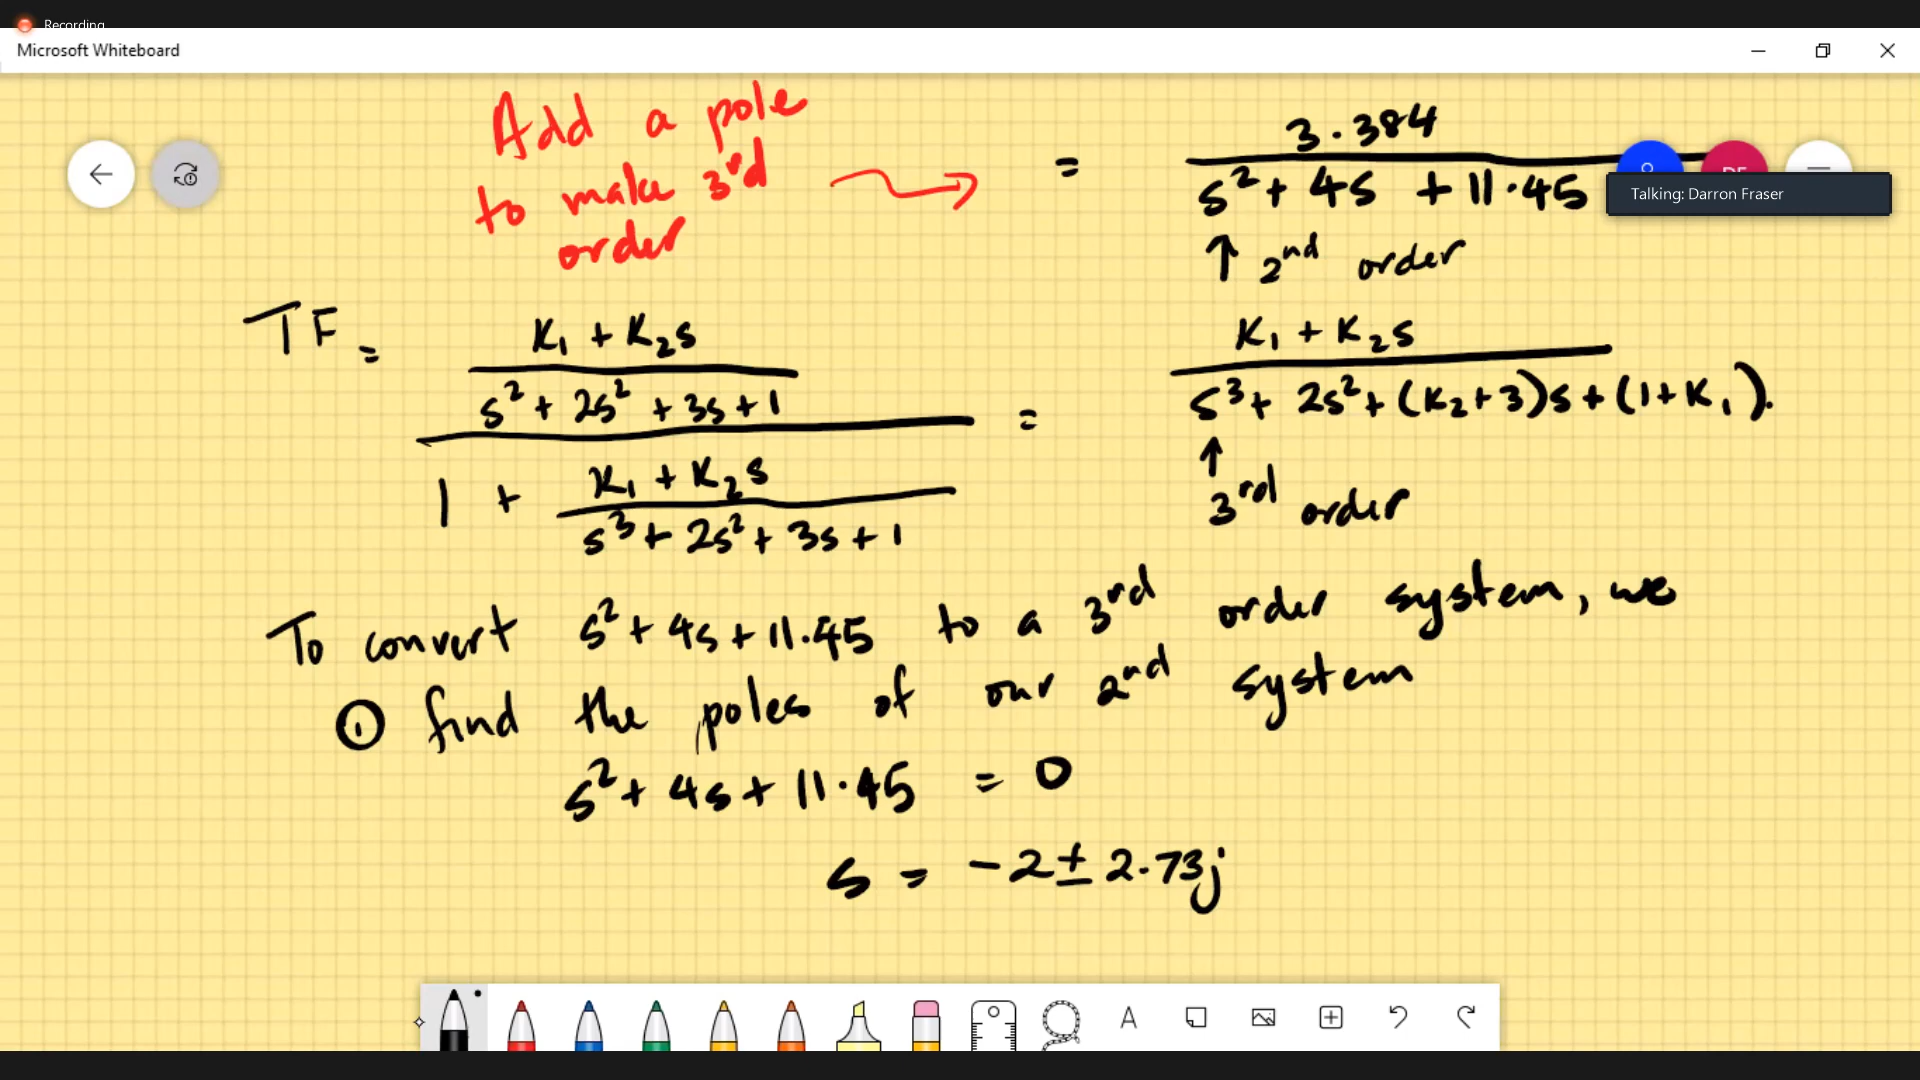 Recording
Microsoft Whiteboard
Add a pole
to make 3rd
order
= 3.384 / (s² + 4s + 11.45)
Talking: Darron Fraser
↑ 2nd order
TF = ((K₁ + K₂s) / (s² + 2s² + 3s + 1)) / (1 + (K₁ + K₂s) / (s³ + 2s² + 3s + 1)) = (K₁ + K₂s) / (s³ + 2s² + (K₂+3)s + (1+K₁)).
↑
3rd order
To convert s² + 4s + 11.45 to a 3rd order system, we
① find the poles of our 2nd system
s² + 4s + 11.45 = 0
s = -2 ± 2.73j